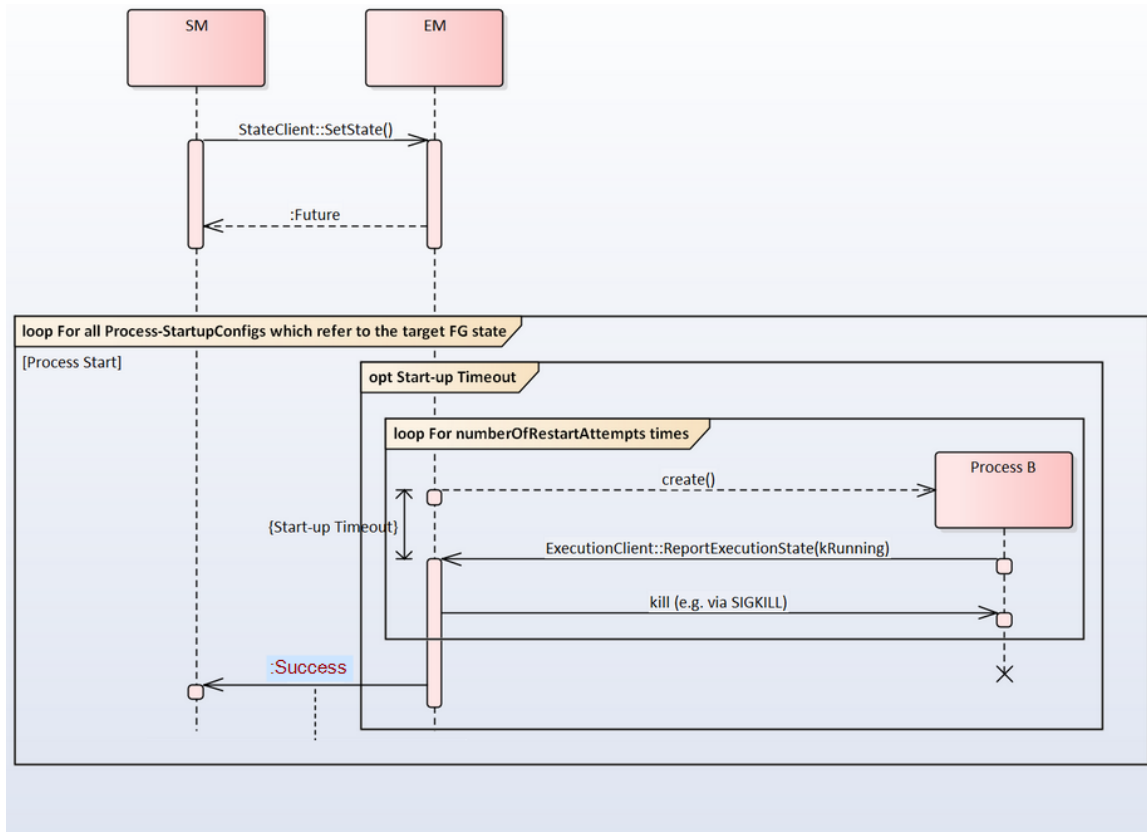 SM
EM
StateClient::SetState()
:Future
loop For all Process-StartupConfigs which refer to the target FG state
[Process Start]
opt Start-up Timeout
loop For numberOfRestartAttempts times
Process B
create()
{Start-up Timeout}
ExecutionClient::ReportExecutionState(kRunning)
kill (e.g. via SIGKILL)
:Success